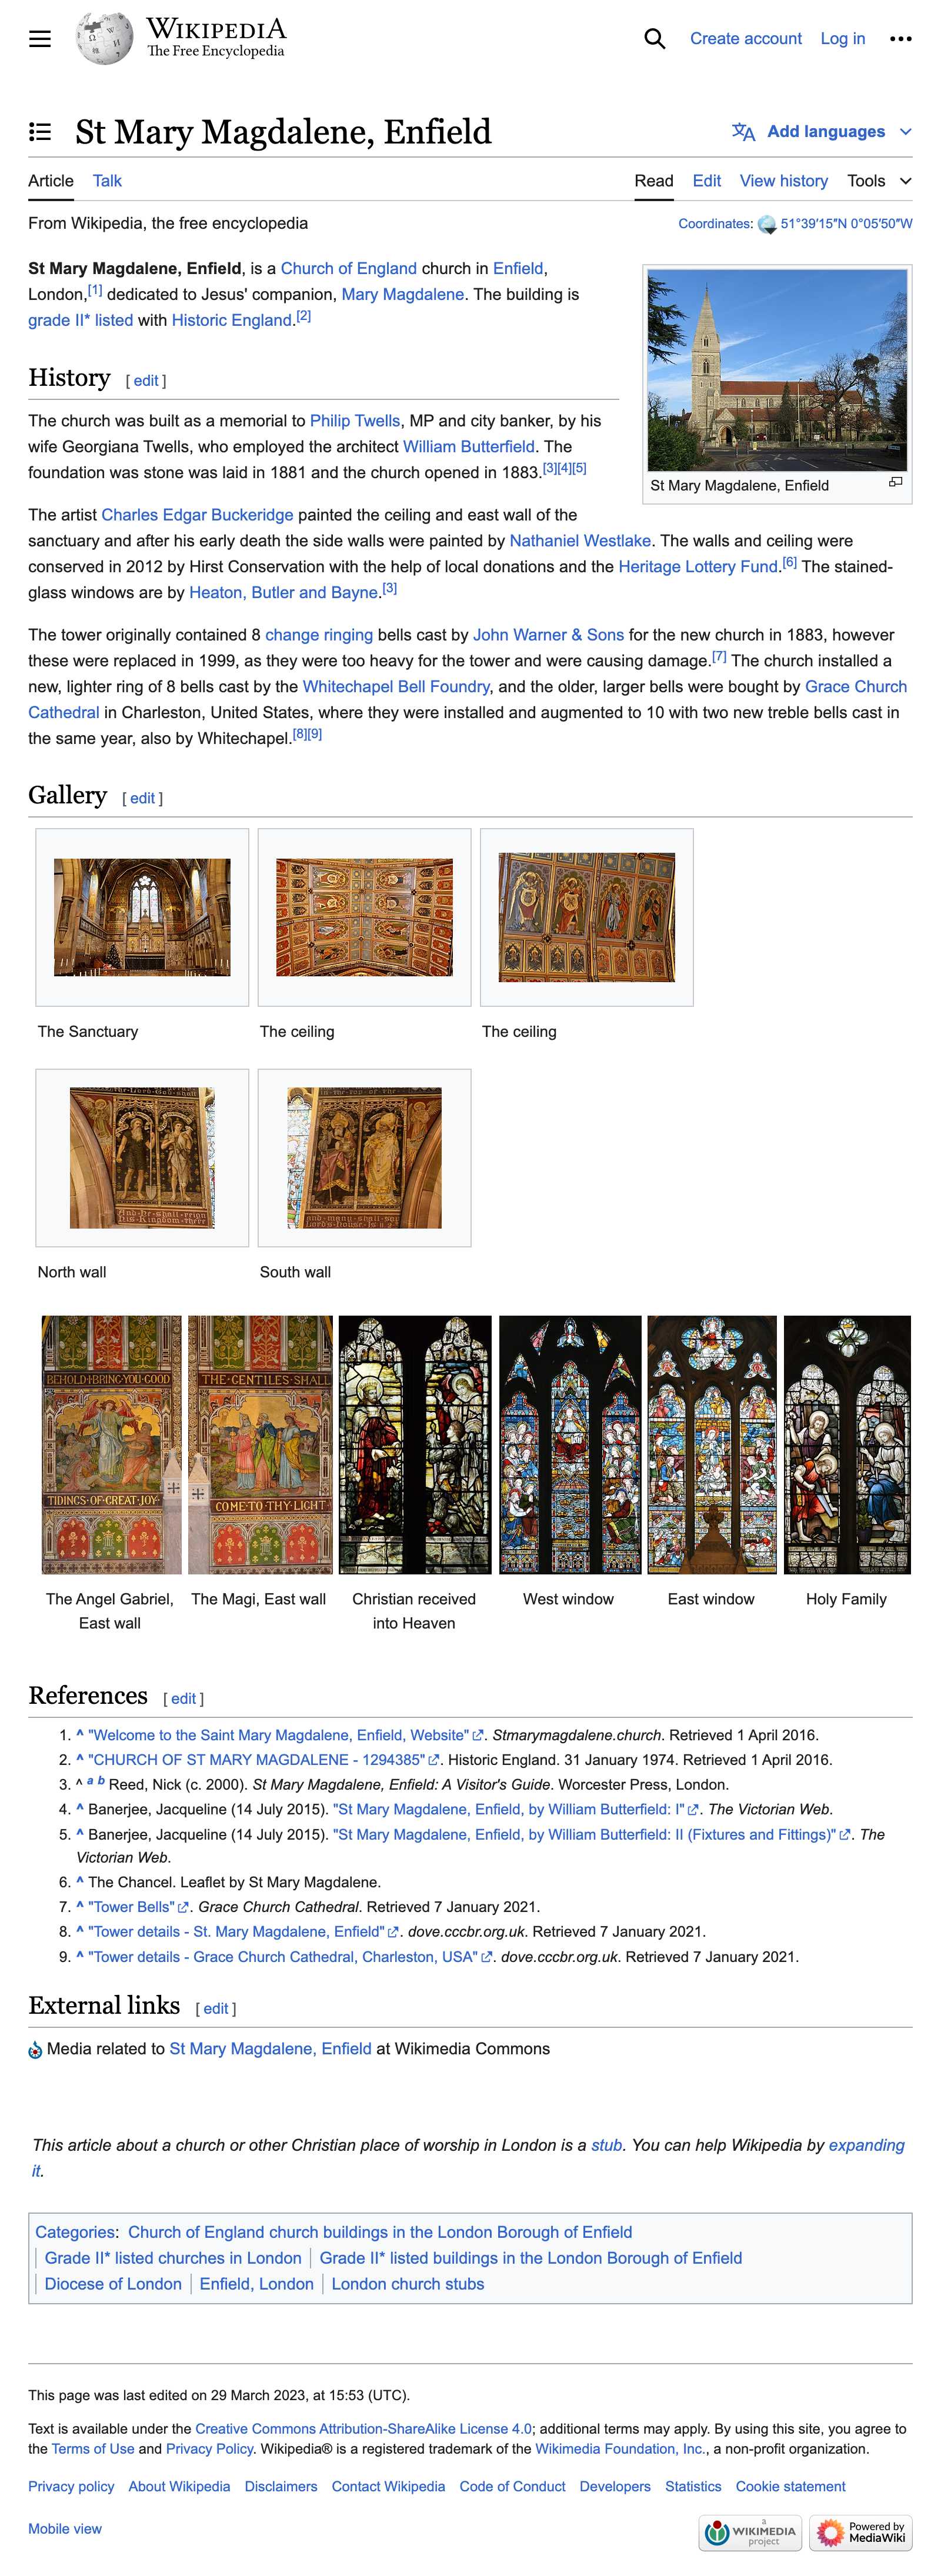 WIKIPEDIA
The Free Encyclopedia
Create account Log in
St Mary Magdalene, Enfield
Add languages
Article Talk
Read Edit View history Tools
From Wikipedia, the free encyclopedia
Coordinates: 51°39′15″N 0°05′50″W
St Mary Magdalene, Enfield, is a Church of England church in Enfield,
London,[1] dedicated to Jesus' companion, Mary Magdalene. The building is
grade II* listed with Historic England.[2]
St Mary Magdalene, Enfield
History [ edit ]
The church was built as a memorial to Philip Twells, MP and city banker, by his
wife Georgiana Twells, who employed the architect William Butterfield. The
foundation was stone was laid in 1881 and the church opened in 1883.[3][4][5]
The artist Charles Edgar Buckeridge painted the ceiling and east wall of the
sanctuary and after his early death the side walls were painted by Nathaniel Westlake. The walls and ceiling were
conserved in 2012 by Hirst Conservation with the help of local donations and the Heritage Lottery Fund.[6] The stained-
glass windows are by Heaton, Butler and Bayne.[3]
The tower originally contained 8 change ringing bells cast by John Warner & Sons for the new church in 1883, however
these were replaced in 1999, as they were too heavy for the tower and were causing damage.[7] The church installed a
new, lighter ring of 8 bells cast by the Whitechapel Bell Foundry, and the older, larger bells were bought by Grace Church
Cathedral in Charleston, United States, where they were installed and augmented to 10 with two new treble bells cast in
the same year, also by Whitechapel.[8][9]
Gallery [ edit ]
The Sanctuary
The ceiling
The ceiling
And he shall reign
his Kingdom there
and many shall say
North wall
South wall
BEHOLD I BRING YOU GOOD
TIDINGS OF GREAT JOY
THE GENTILES SHALL
COME TO THY LIGHT
The Angel Gabriel,
East wall
The Magi, East wall
Christian received
into Heaven
West window
East window
Holy Family
References [ edit ]
1. ^ "Welcome to the Saint Mary Magdalene, Enfield, Website". Stmarymagdalene.church. Retrieved 1 April 2016.
2. ^ "CHURCH OF ST MARY MAGDALENE - 1294385". Historic England. 31 January 1974. Retrieved 1 April 2016.
3. ^ a b Reed, Nick (c. 2000). St Mary Magdalene, Enfield: A Visitor's Guide. Worcester Press, London.
4. ^ Banerjee, Jacqueline (14 July 2015). "St Mary Magdalene, Enfield, by William Butterfield: I". The Victorian Web.
5. ^ Banerjee, Jacqueline (14 July 2015). "St Mary Magdalene, Enfield, by William Butterfield: II (Fixtures and Fittings)". The
Victorian Web.
6. ^ The Chancel. Leaflet by St Mary Magdalene.
7. ^ "Tower Bells". Grace Church Cathedral. Retrieved 7 January 2021.
8. ^ "Tower details - St. Mary Magdalene, Enfield". dove.cccbr.org.uk. Retrieved 7 January 2021.
9. ^ "Tower details - Grace Church Cathedral, Charleston, USA". dove.cccbr.org.uk. Retrieved 7 January 2021.
External links [ edit ]
Media related to St Mary Magdalene, Enfield at Wikimedia Commons
This article about a church or other Christian place of worship in London is a stub. You can help Wikipedia by expanding
it.
Categories: Church of England church buildings in the London Borough of Enfield
Grade II* listed churches in London | Grade II* listed buildings in the London Borough of Enfield
Diocese of London | Enfield, London | London church stubs
This page was last edited on 29 March 2023, at 15:53 (UTC).
Text is available under the Creative Commons Attribution-ShareAlike License 4.0; additional terms may apply. By using this site, you agree to
the Terms of Use and Privacy Policy. Wikipedia® is a registered trademark of the Wikimedia Foundation, Inc., a non-profit organization.
Privacy policy About Wikipedia Disclaimers Contact Wikipedia Code of Conduct Developers Statistics Cookie statement
Mobile view
a
WIKIMEDIA
project
Powered by
MediaWiki